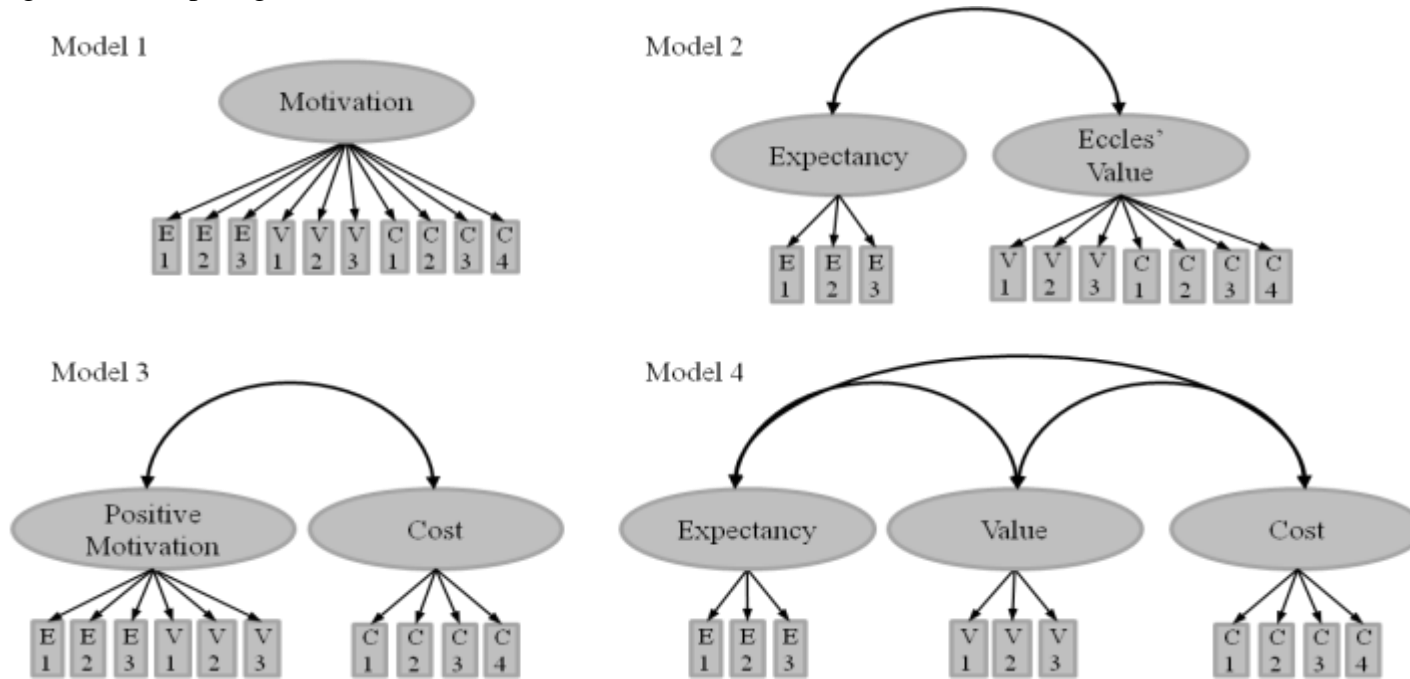 Model 1
Motivation
E E E V V V C C C C
1 2 3 1 2 3 1 2 3 4
Model 2
Expectancy
Eccles’
Value
E E E
1 2 3
V V V C C C C
1 2 3 1 2 3 4
Model 3
Positive
Motivation
Cost
E E E V V V
1 2 3 1 2 3
C C C C
1 2 3 4
Model 4
Expectancy
Value
Cost
E E E
1 2 3
V V V
1 2 3
C C C C
1 2 3 4